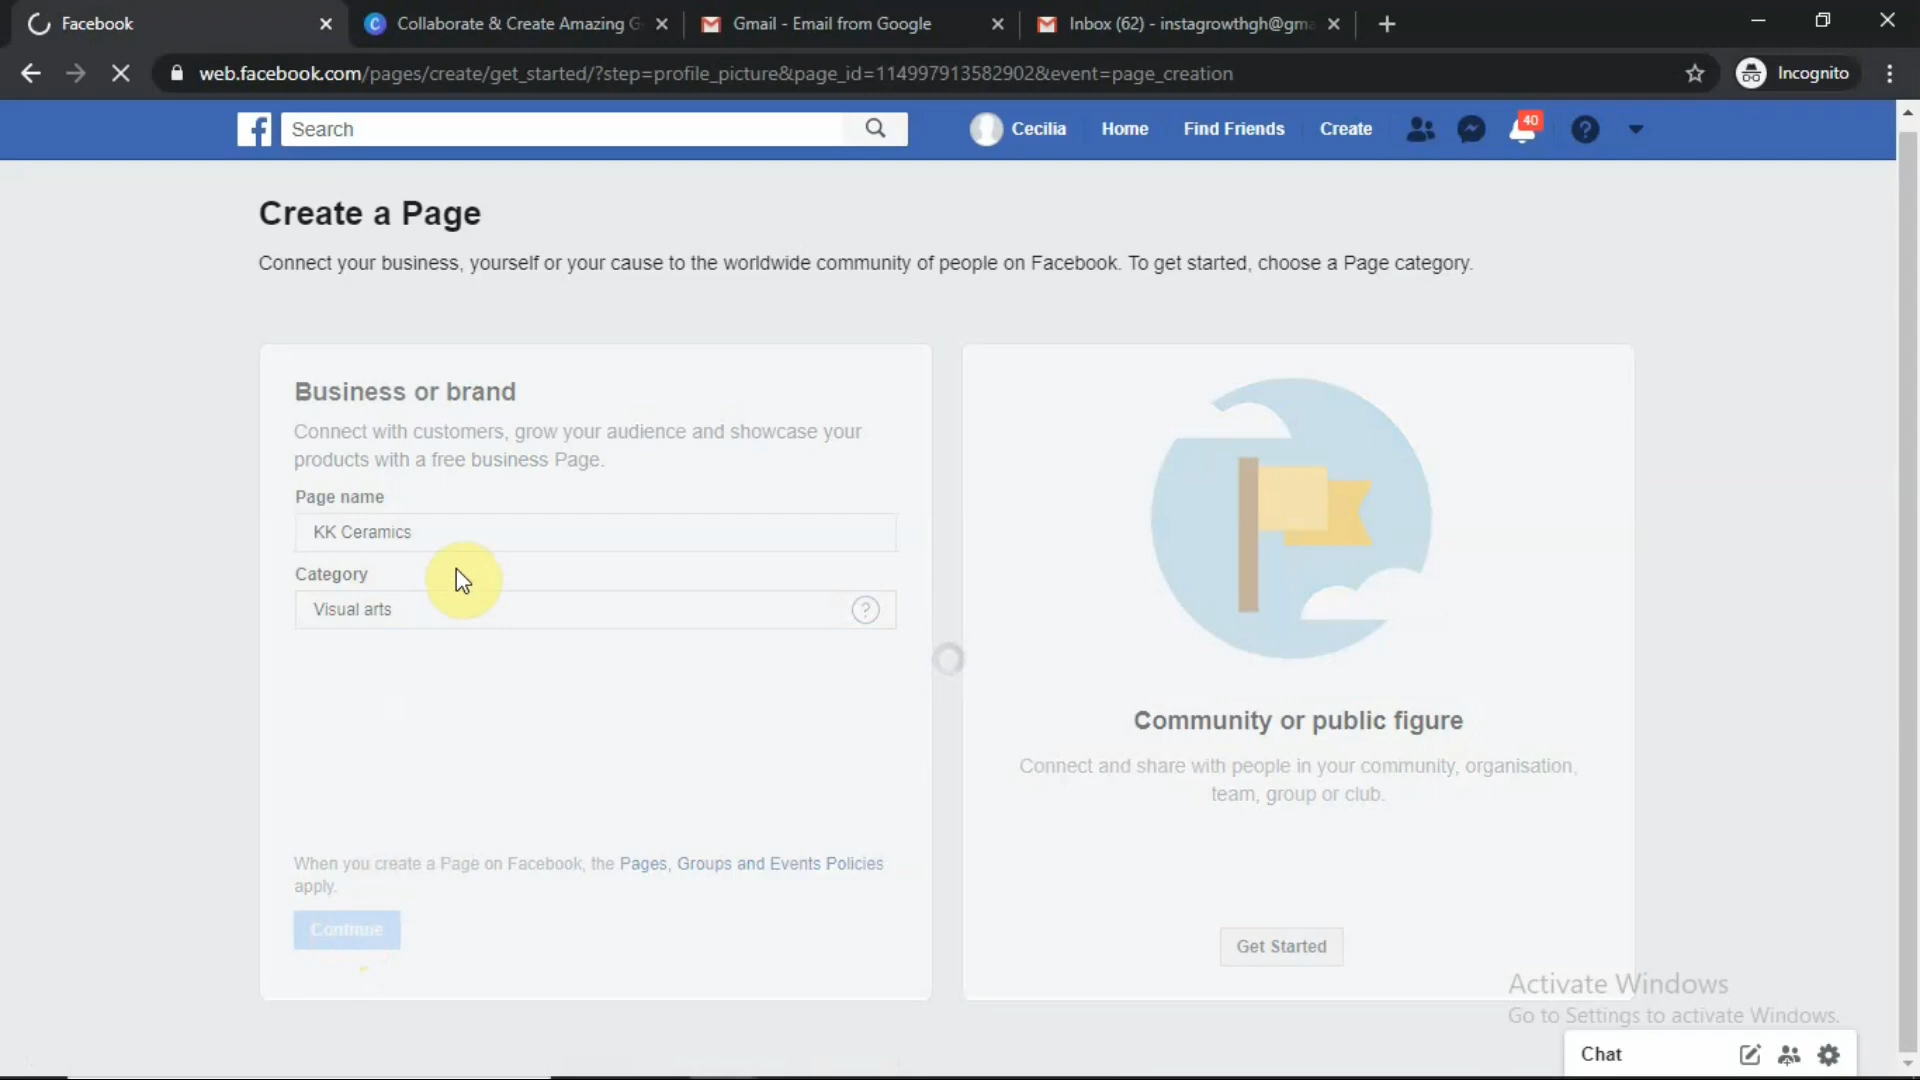 Facebook
Collaborate & Create Amazing G
Gmail - Email from Google
Inbox (62) - instagrowthgh@gma
web.facebook.com/pages/create/get_started/?step=profile_picture&page_id=114997913582902&event=page_creation
Incognito
Search
Cecilia
Home
Find Friends
Create
40
Create a Page
Connect your business, yourself or your cause to the worldwide community of people on Facebook. To get started, choose a Page category.
Business or brand
Connect with customers, grow your audience and showcase your
products with a free business Page.
Page name
KK Ceramics
Category
Visual arts
When you create a Page on Facebook, the Pages, Groups and Events Policies
apply.
Continue
Community or public figure
Connect and share with people in your community, organisation,
team, group or club.
Get Started
Activate Windows
Go to Settings to activate Windows.
Chat